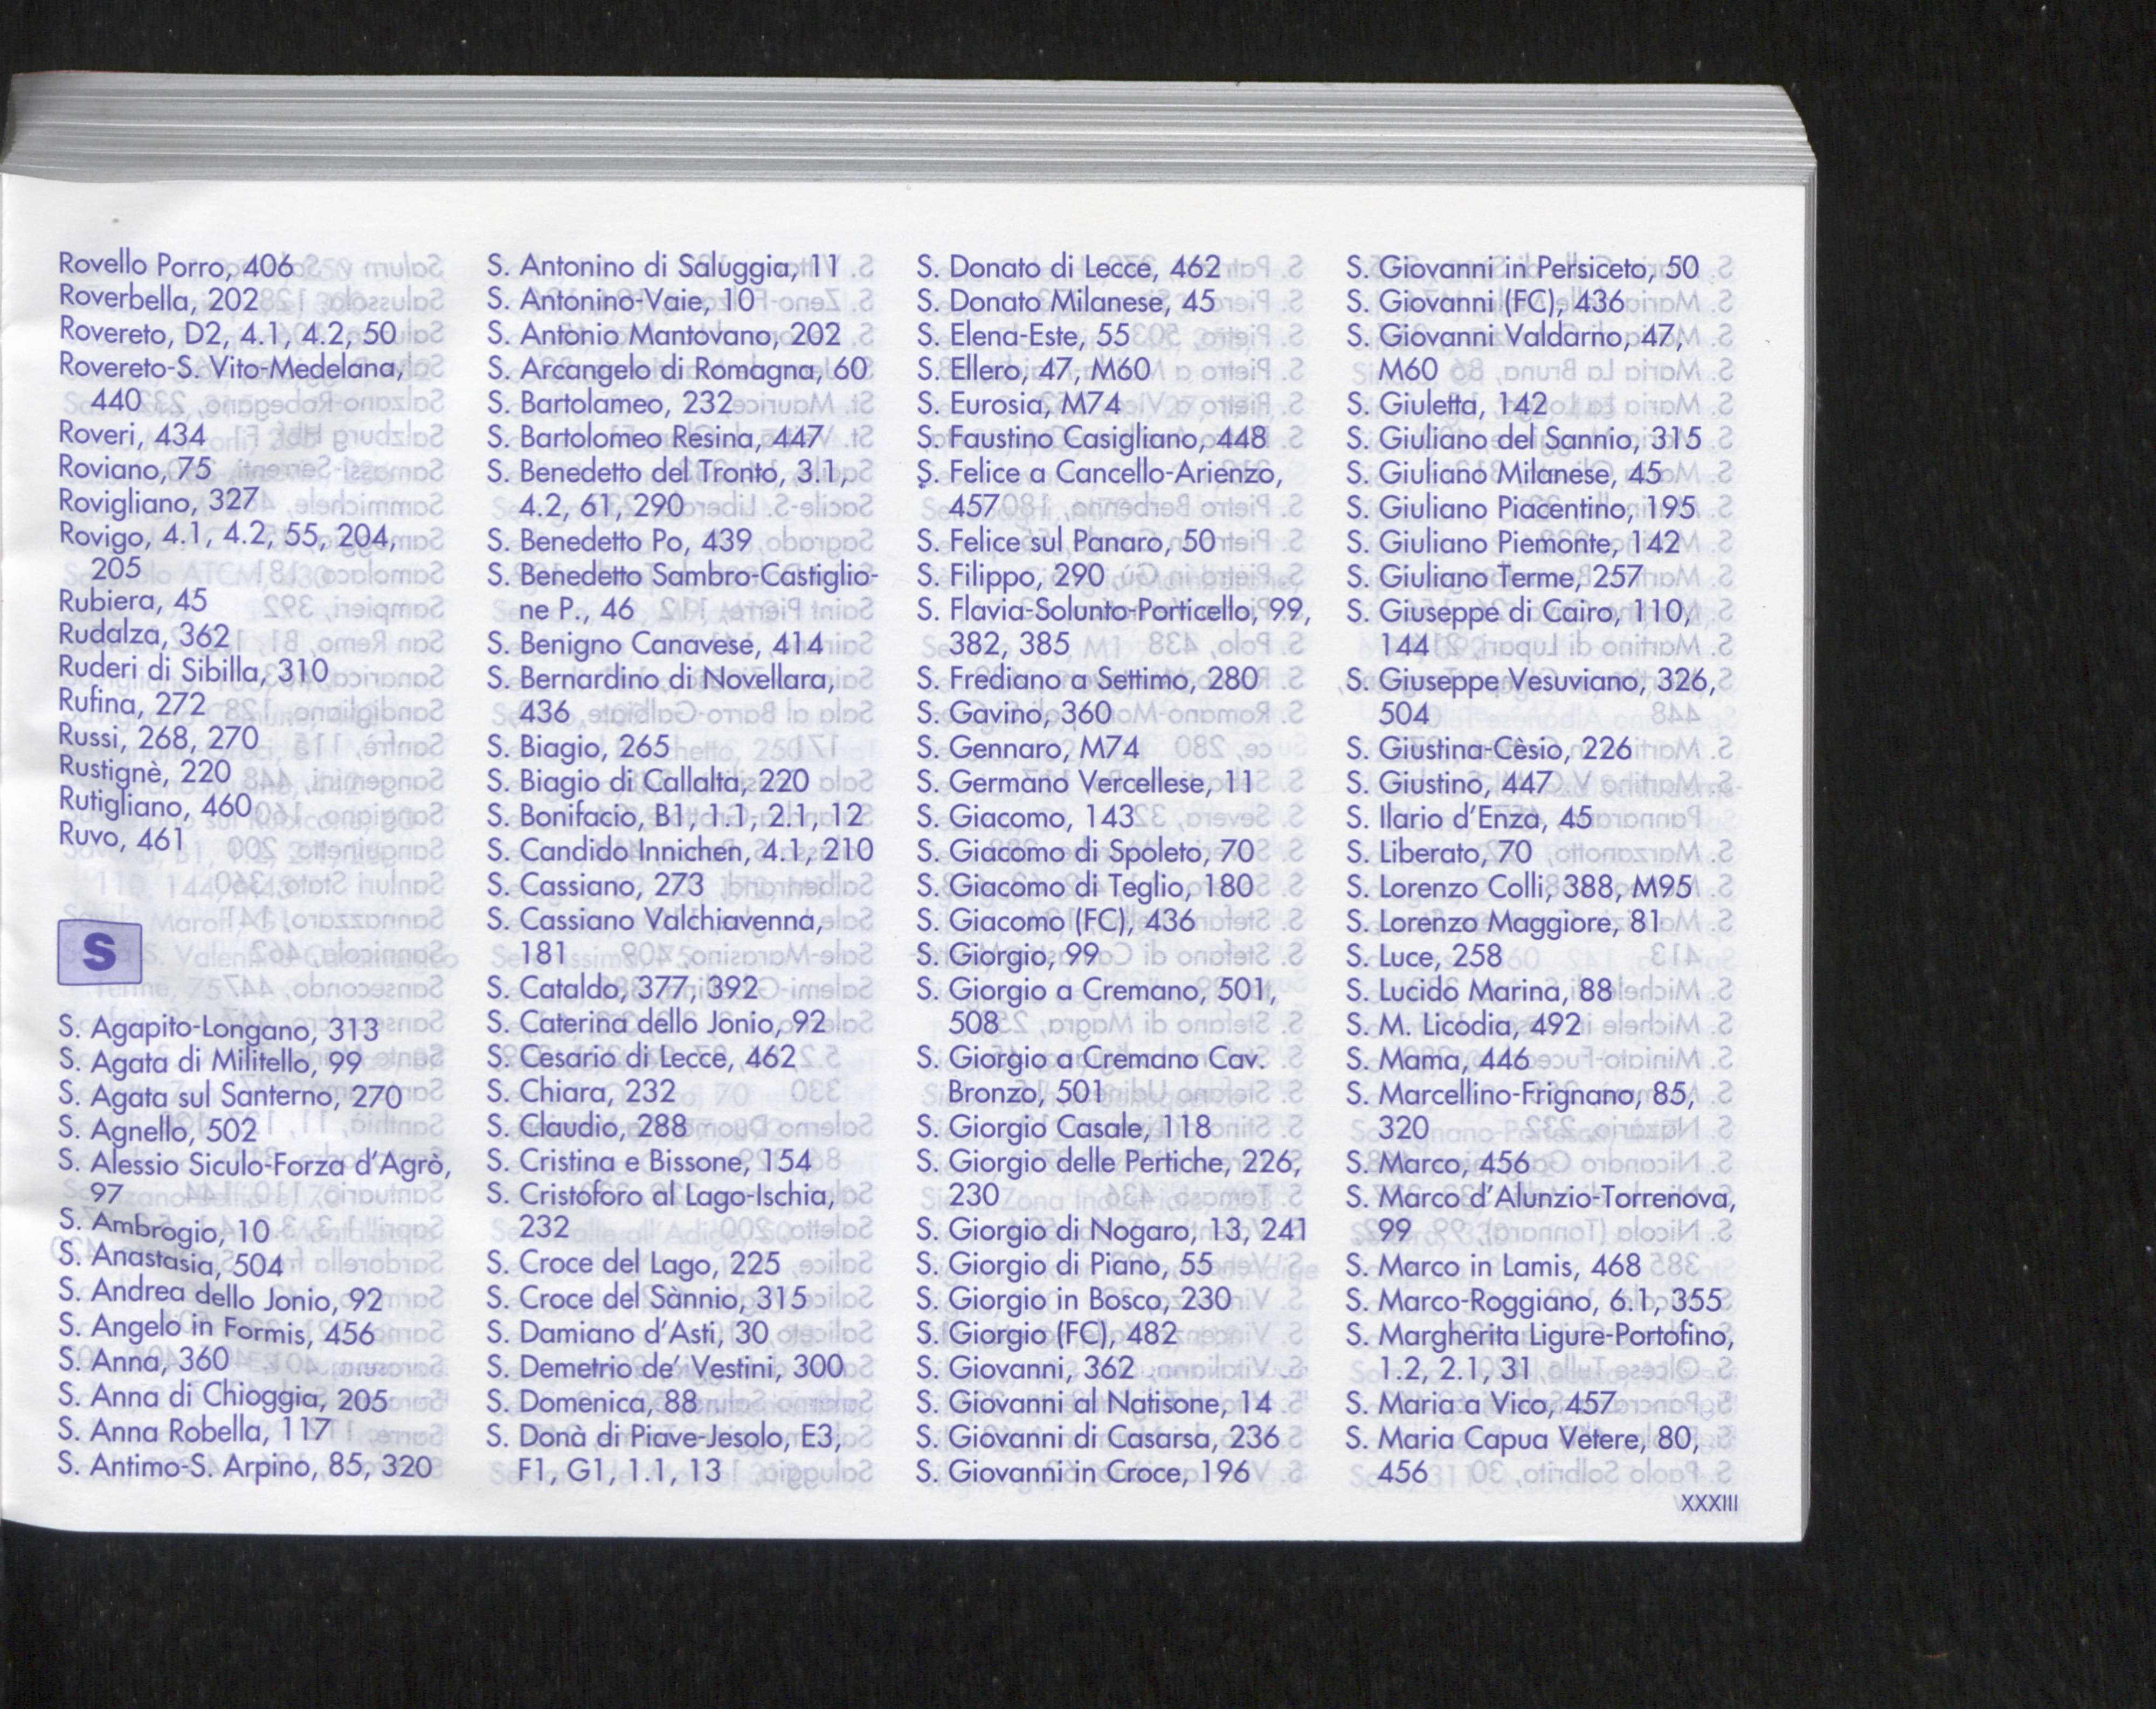 Rovello Porro, 406
Roverbella, 202
Rovereto, D2, 4.1, 4.2, 50
Rovereto-S. Vito-Medelana,
440
Roveri, 434
Roviano, 75
Rovigliano, 327
Rovigo, 4.1, 4.2, 55, 204,
205
Rubiera, 45
Rudalza, 362
Ruderi di Sibilla, 310
Rufina, 272
Russi, 268, 270
Rustignè, 220
Rutigliano, 460
Ruvo, 461
S
S. Agapito-Longano, 313
S. Agata di Militello, 99
S. Agata sul Santerno, 270
S. Agnello, 502
S. Alessio Siculo-Forza d'Agrò,
97
S. Ambrogio, 10
S. Anastasia, 504
S. Andrea dello Jonio, 92
S. Angelo in Formis, 456
S. Anna, 360
S. Anna di Chioggia, 205
S. Anna Robella, 117
S. Antimo-S. Arpino, 85, 320
S. Antonino di Saluggia, 11
S. Antonino-Vaie, 10
S. Antonio Mantovano, 202
S. Arcangelo di Romagna, 60
S. Bartolameo, 232
S. Bartolomeo Resina, 447
S. Benedetto del Tronto, 3.1,
4.2, 61, 290
S. Benedetto Po, 439
S. Benedetto Sambro-Castiglio-
ne P., 46
S. Benigno Canavese, 414
S. Bernardino di Novellara,
436
S. Biagio, 265
S. Biagio di Callalta, 220
S. Bonifacio, B1, 1.1, 2.1, 12
S. Candido Innichen, 4.1, 210
S. Cassiano, 273
S. Cassiano Valchiavenna,
181
S. Cataldo, 377, 392
S. Caterina dello Jonio, 92
S. Cesario di Lecce, 462
S. Chiara, 232
S. Claudio, 288
S. Cristina e Bissone, 154
S. Cristoforo al Lago-Ischia,
232
S. Croce del Lago, 225
S. Croce del Sànnio, 315
S. Damiano d'Asti, 30
S. Demetrio de' Vestini, 300
S. Domenica, 88
S. Donà di Piave-Jesolo, E3,
F1, G1, 1.1, 13
S. Donato di Lecce, 462
S. Donato Milanese, 45
S. Elena-Este, 55
S. Ellero, 47, M60
S. Eurosia, M74
S. Faustino Casigliano, 448
S. Felice a Cancello-Arienzo,
457
S. Felice sul Panaro, 50
S. Filippo, 290
S. Flavia-Solunto-Porticello, 99,
382, 385
S. Frediano a Settimo, 280
S. Gavino, 360
S. Gennaro, M74
S. Germano Vercellese, 11
S. Giacomo, 143
S. Giacomo di Spoleto, 70
S. Giacomo di Teglio, 180
S. Giacomo (FC), 436
S. Giorgio, 99
S. Giorgio a Cremano, 501,
508
S. Giorgio a Cremano Cav.
Bronzo, 501
S. Giorgio Casale, 118
S. Giorgio delle Pertiche, 226,
230
S. Giorgio di Nogaro, 13, 241
S. Giorgio di Piano, 55
S. Giorgio in Bosco, 230
S. Giorgio (FC), 482
S. Giovanni, 362
S. Giovanni al Natisone, 14
S. Giovanni di Casarsa, 236
S. Giovanni in Croce, 196
S. Giovanni in Persiceto, 50
S. Giovanni (FC), 436
S. Giovanni Valdarno, 47,
M60
S. Giuletta, 142
S. Giuliano del Sannio, 315
S. Giuliano Milanese, 45
S. Giuliano Piacentino, 195
S. Giuliano Piemonte, 142
S. Giuliano Terme, 257
S. Giuseppe di Cairo, 110,
144
S. Giuseppe Vesuviano, 326,
504
S. Giustina-Cèsio, 226
S. Giustino, 447
S. Ilario d'Enza, 45
S. Liberato, 70
S. Lorenzo Colli, 388, M95
S. Lorenzo Maggiore, 81
S. Luce, 258
S. Lucido Marina, 88
S. M. Licodia, 492
S. Mama, 446
S. Marcellino-Frignano, 85,
320
S. Marco, 456
S. Marco d'Alunzio-Torrenova,
99
S. Marco in Lamis, 468
S. Marco-Roggiano, 6.1, 355
S. Margherita Ligure-Portofino,
1.2, 2.1, 31
S. Maria a Vico, 457
S. Maria Capua Vetere, 80,
456
XXXIII